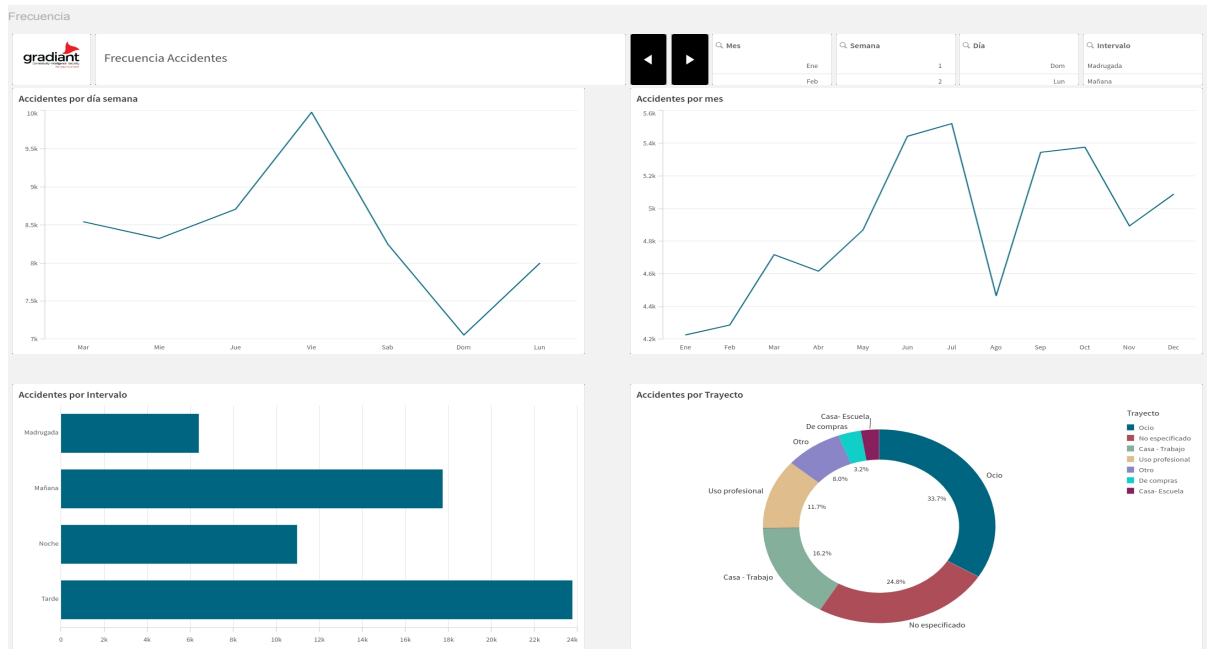 Frecuencia
gradiant
Frecuencia Accidentes
Mes
Ene
Feb
Semana
1
2
Día
Dom
Lun
Intervalo
Madrugada
Mañana
Accidentes por día semana
10k
9.5k
9k
8.5k
8k
7.5k
7k
Mar Mie Jue Vie Sab Dom Lun
Accidentes por mes
5.6k
5.4k
5.2k
5k
4.8k
4.6k
4.4k
4.2k
Ene Feb Mar Abr May Jun Jul Ago Sep Oct Nov Dec
Accidentes por Intervalo
Madrugada
Mañana
Noche
Tarde
0 2k 4k 6k 8k 10k 12k 14k 16k 18k 20k 22k 24k
Accidentes por Trayecto
Casa- Escuela
De compras
Otro
Uso profesional
Casa - Trabajo
No especificado
Ocio
3.2%
8.0%
11.7%
16.2%
24.8%
33.7%
Trayecto
Ocio
No especificado
Casa - Trabajo
Uso profesional
Otro
De compras
Casa- Escuela